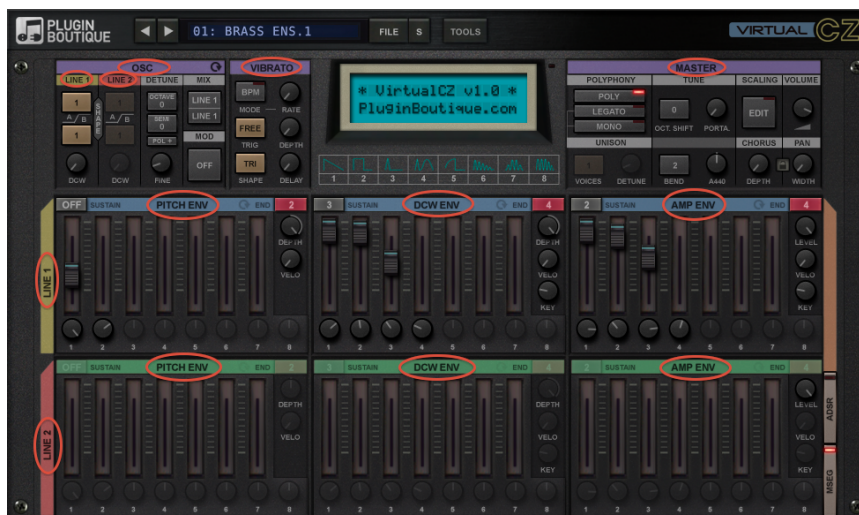 PLUGIN
BOUTIQUE
01: BRASS ENS.1
FILE S TOOLS
VIRTUAL CZ
OSC
LINE 1 LINE 2 DETUNE MIX
1 1 OCTAVE 0 LINE 1
A/B SHAPE A/B SEMI 0 LINE 1
1 1 POL + MOD
OFF
DCW DCW FINE
VIBRATO
BPM
MODE RATE
FREE
TRIG DEPTH
TRI
SHAPE DELAY
* VirtualCZ v1.0 *
PluginBoutique.com
1 2 3 4 5 6 7 8
MASTER
POLYPHONY TUNE SCALING VOLUME
POLY
LEGATO 0 EDIT
MONO OCT. SHIFT PORTA.
UNISON CHORUS PAN
1 2
VOICES DETUNE BEND A440 DEPTH WIDTH
LINE 1
OFF SUSTAIN PITCH ENV END 2
DEPTH
VELO
1 2 3 4 5 6 7 8
3 SUSTAIN DCW ENV END 4
DEPTH
VELO
KEY
1 2 3 4 5 6 7 8
2 SUSTAIN AMP ENV END 4
LEVEL
VELO
KEY
1 2 3 4 5 6 7 8
LINE 2
OFF SUSTAIN PITCH ENV END 2
DEPTH
VELO
1 2 3 4 5 6 7 8
3 SUSTAIN DCW ENV END 4
DEPTH
VELO
KEY
1 2 3 4 5 6 7 8
2 SUSTAIN AMP ENV END 4
LEVEL
VELO
KEY
1 2 3 4 5 6 7 8
ADSR
MSEG